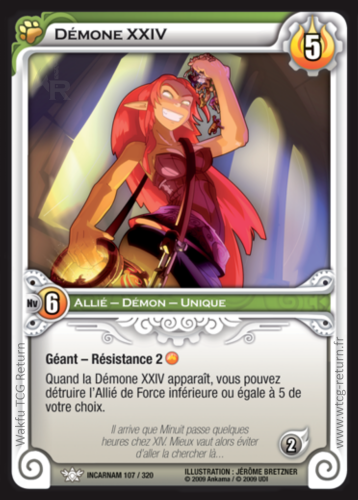 Démone XXIV
5
Nv 6
Allié – Démon – Unique
Géant – Résistance 2
Quand la Démone XXIV apparaît, vous pouvez
détruire l'Allié de Force inférieure ou égale à 5 de
votre choix.
Il arrive que Minuit passe quelques
heures chez XIV. Mieux vaut alors éviter
d'aller la chercher là...
2
INCARNAM 107 / 320
ILLUSTRATION : JÉRÔME BRETZNER
© 2009 Ankama / © 2009 UDI
Wakfu TCG Return
www.wtcg-return.fr